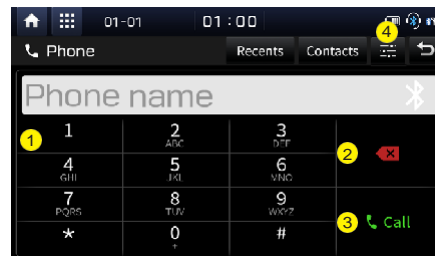 01-01 01:00
4
Phone Recents Contacts
Phone name
1 1 2 3
ABC DEF
2
4 5 6
GHI JKL MNO
7 8 9
PQRS TUV WXYZ
3 Call
* 0 #
+